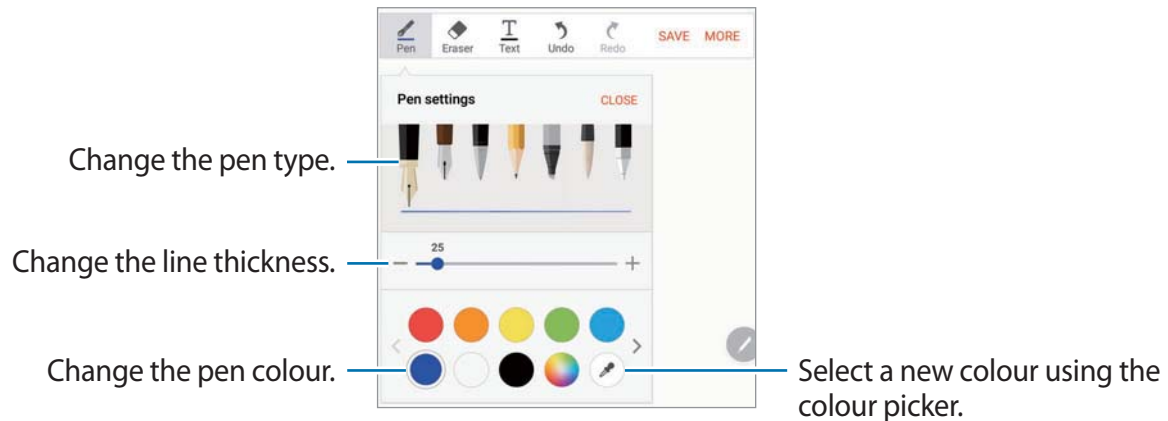 Pen Eraser Text Undo Redo SAVE MORE
Pen settings CLOSE
Change the pen type.
25
Change the line thickness.
Change the pen colour.
Select a new colour using the
colour picker.